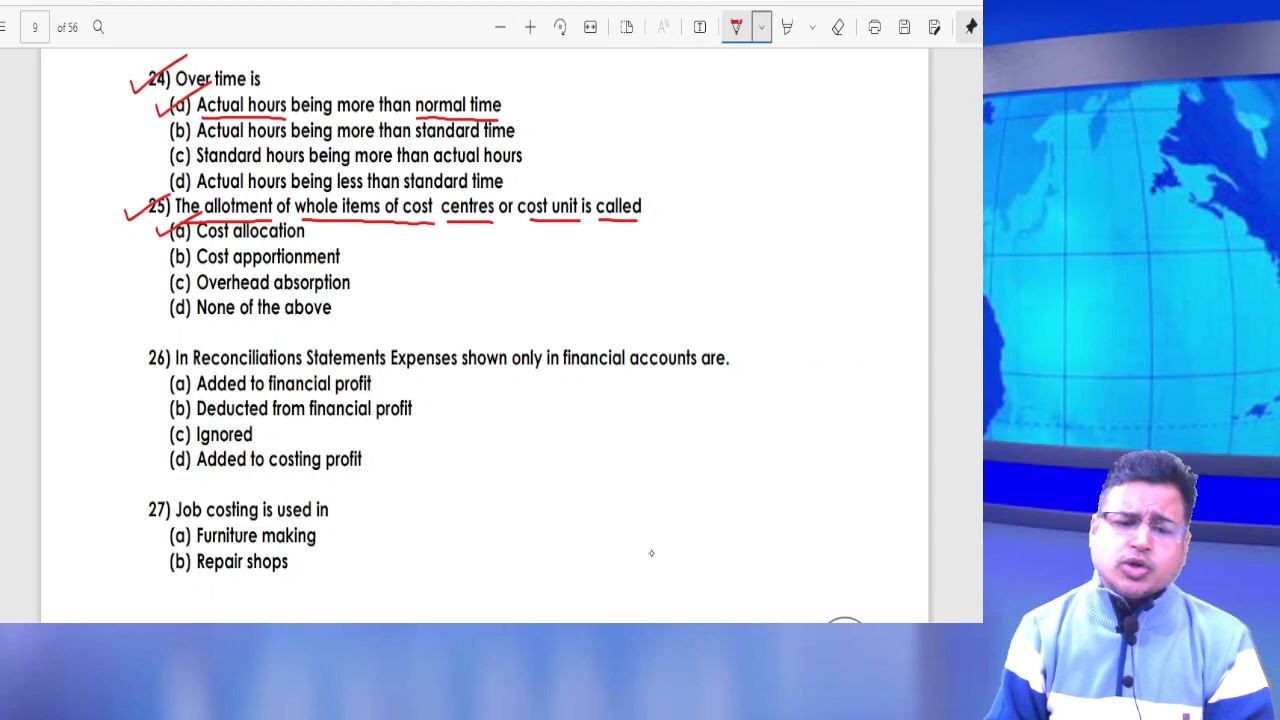 9 of 56
24) Over time is
(a) Actual hours being more than normal time
(b) Actual hours being more than standard time
(c) Standard hours being more than actual hours
(d) Actual hours being less than standard time
25) The allotment of whole items of cost centres or cost unit is called
(a) Cost allocation
(b) Cost apportionment
(c) Overhead absorption
(d) None of the above
26) In Reconciliations Statements Expenses shown only in financial accounts are.
(a) Added to financial profit
(b) Deducted from financial profit
(c) Ignored
(d) Added to costing profit
27) Job costing is used in
(a) Furniture making
(b) Repair shops